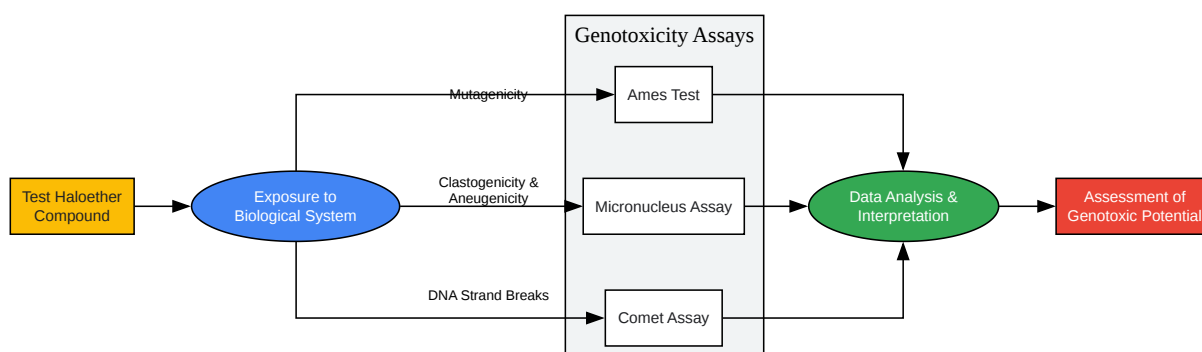 Genotoxicity Assays
Mutagenicity
Ames Test
Test Haloether
Compound
Exposure to
Biological System
Clastogenicity &
Aneugenicity
Micronucleus Assay
Data Analysis &
Interpretation
Assessment of
Genotoxic Potential
DNA Strand Breaks
Comet Assay